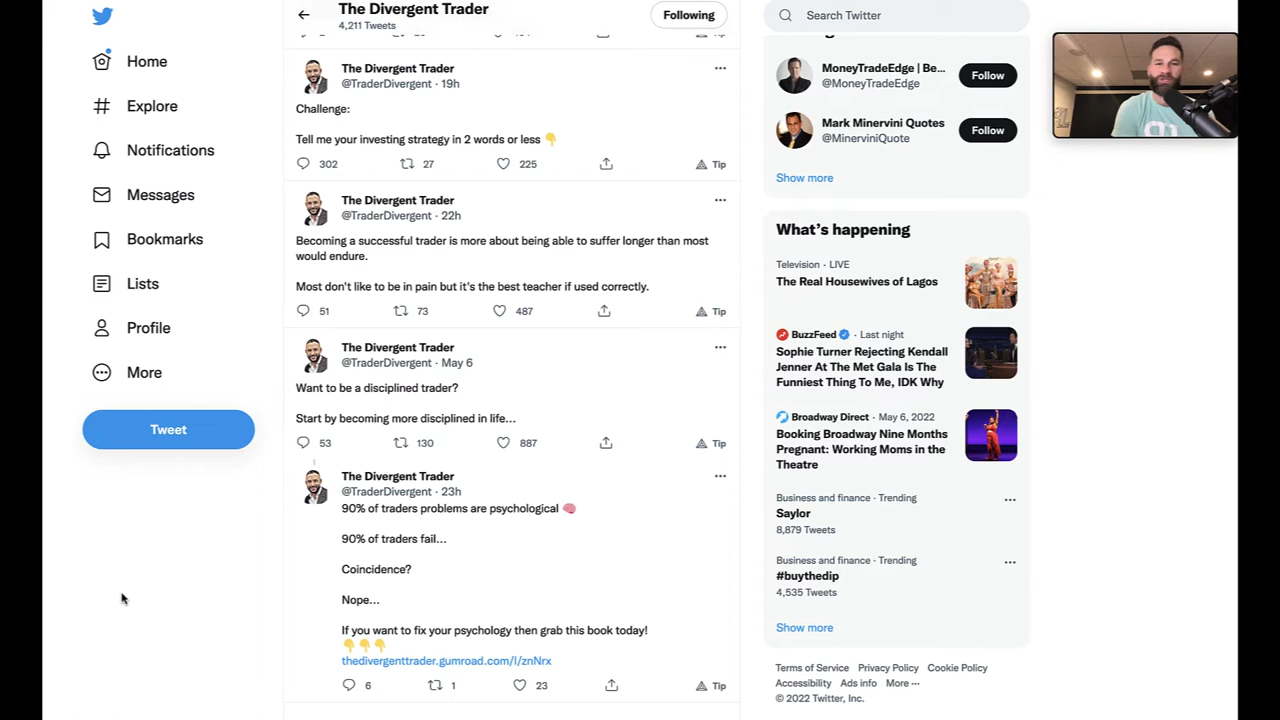 Home
Explore
Notifications
Messages
Bookmarks
Lists
Profile
More
Tweet
The Divergent Trader
4,211 Tweets
Following
The Divergent Trader
@TraderDivergent · 19h
Challenge:
Tell me your investing strategy in 2 words or less
302 27 225 Tip
The Divergent Trader
@TraderDivergent · 22h
Becoming a successful trader is more about being able to suffer longer than most
would endure.
Most don't like to be in pain but it's the best teacher if used correctly.
51 73 487 Tip
The Divergent Trader
@TraderDivergent · May 6
Want to be a disciplined trader?
Start by becoming more disciplined in life...
53 130 887 Tip
The Divergent Trader
@TraderDivergent · 23h
90% of traders problems are psychological
90% of traders fail...
Coincidence?
Nope...
If you want to fix your psychology then grab this book today!
thedivergenttrader.gumroad.com/l/znNrx
6 1 23 Tip
Search Twitter
MoneyTradeEdge | Be...
@MoneyTradeEdge
Follow
Mark Minervini Quotes
@MinerviniQuote
Follow
Show more
What's happening
Television · LIVE
The Real Housewives of Lagos
BuzzFeed · Last night
Sophie Turner Rejecting Kendall
Jenner At The Met Gala Is The
Funniest Thing To Me, IDK Why
Broadway Direct · May 6, 2022
Booking Broadway Nine Months
Pregnant: Working Moms in the
Theatre
Business and finance · Trending
Saylor
8,879 Tweets
Business and finance · Trending
#buythedip
4,535 Tweets
Show more
Terms of Service Privacy Policy Cookie Policy
Accessibility Ads info More ···
© 2022 Twitter, Inc.